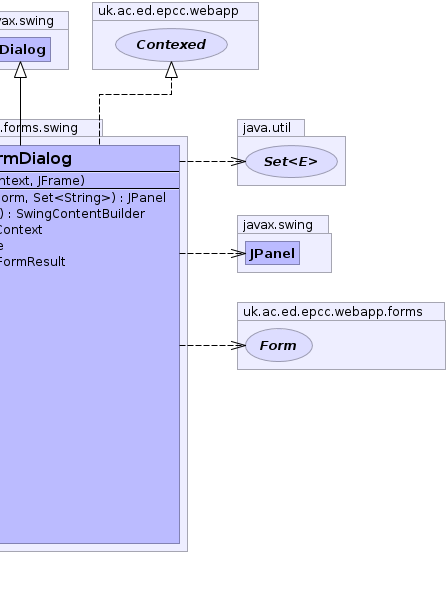 uk.ac.ed.epcc.webapp
vax.swing
Contexed
Dialog
.forms.swing
java.util
rmDialog
Set<E>
ntext, JFrame)
orm, Set<String>) : JPanel
) : SwingContentBuilder
javax.swing
Context
e
JPanel
FormResult
uk.ac.ed.epcc.webapp.forms
Form